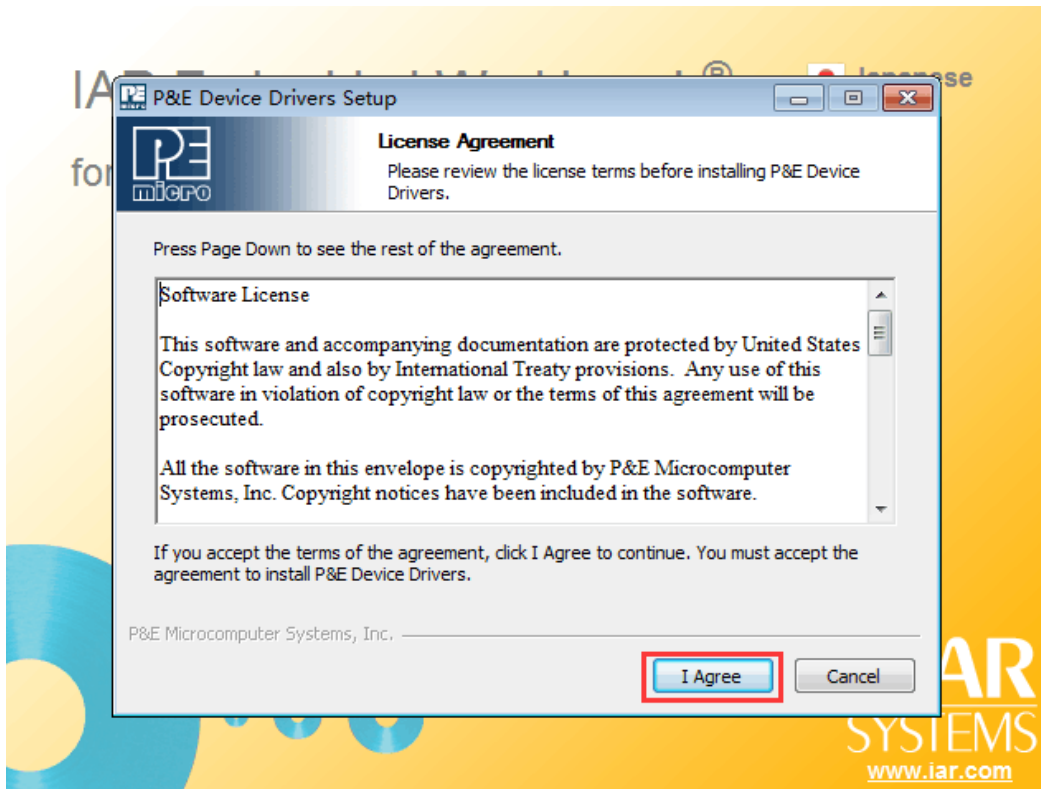 IA
®
Japanese
for
P&E Device Drivers Setup
PE
micro
License Agreement
Please review the license terms before installing P&E Device
Drivers.
Press Page Down to see the rest of the agreement.
Software License
This software and accompanying documentation are protected by United States
Copyright law and also by International Treaty provisions.  Any use of this
software in violation of copyright law or the terms of this agreement will be
prosecuted.
All the software in this envelope is copyrighted by P&E Microcomputer
Systems, Inc. Copyright notices have been included in the software.
If you accept the terms of the agreement, click I Agree to continue. You must accept the
agreement to install P&E Device Drivers.
P&E Microcomputer Systems, Inc.
I Agree
Cancel
AR
SYSTEMS
www.iar.com